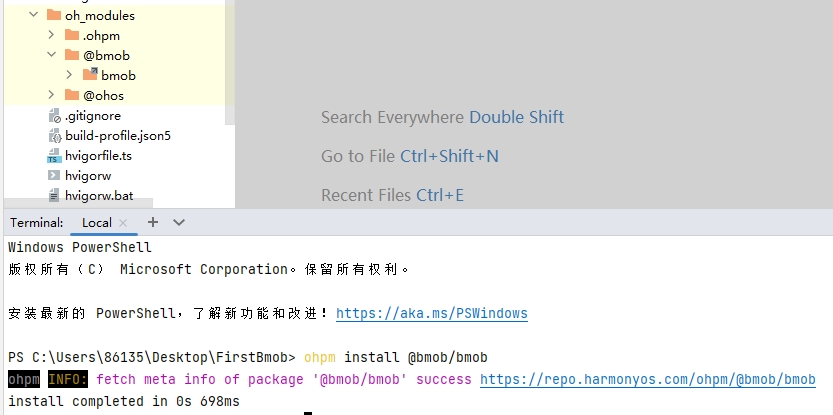 oh_modules
.ohpm
@bmob
bmob
@ohos
.gitignore
build-profile.json5
hvigorfile.ts
hvigorw
hvigorw.bat
Search Everywhere Double Shift
Go to File Ctrl+Shift+N
Recent Files Ctrl+E
Terminal: Local × + 
Windows PowerShell
版权所有（C） Microsoft Corporation。保留所有权利。
安装最新的 PowerShell，了解新功能和改进！https://aka.ms/PSWindows
PS C:\Users\86135\Desktop\FirstBmob> ohpm install @bmob/bmob
ohpm INFO: fetch meta info of package '@bmob/bmob' success https://repo.harmonyos.com/ohpm/@bmob/bmob
install completed in 0s 698ms